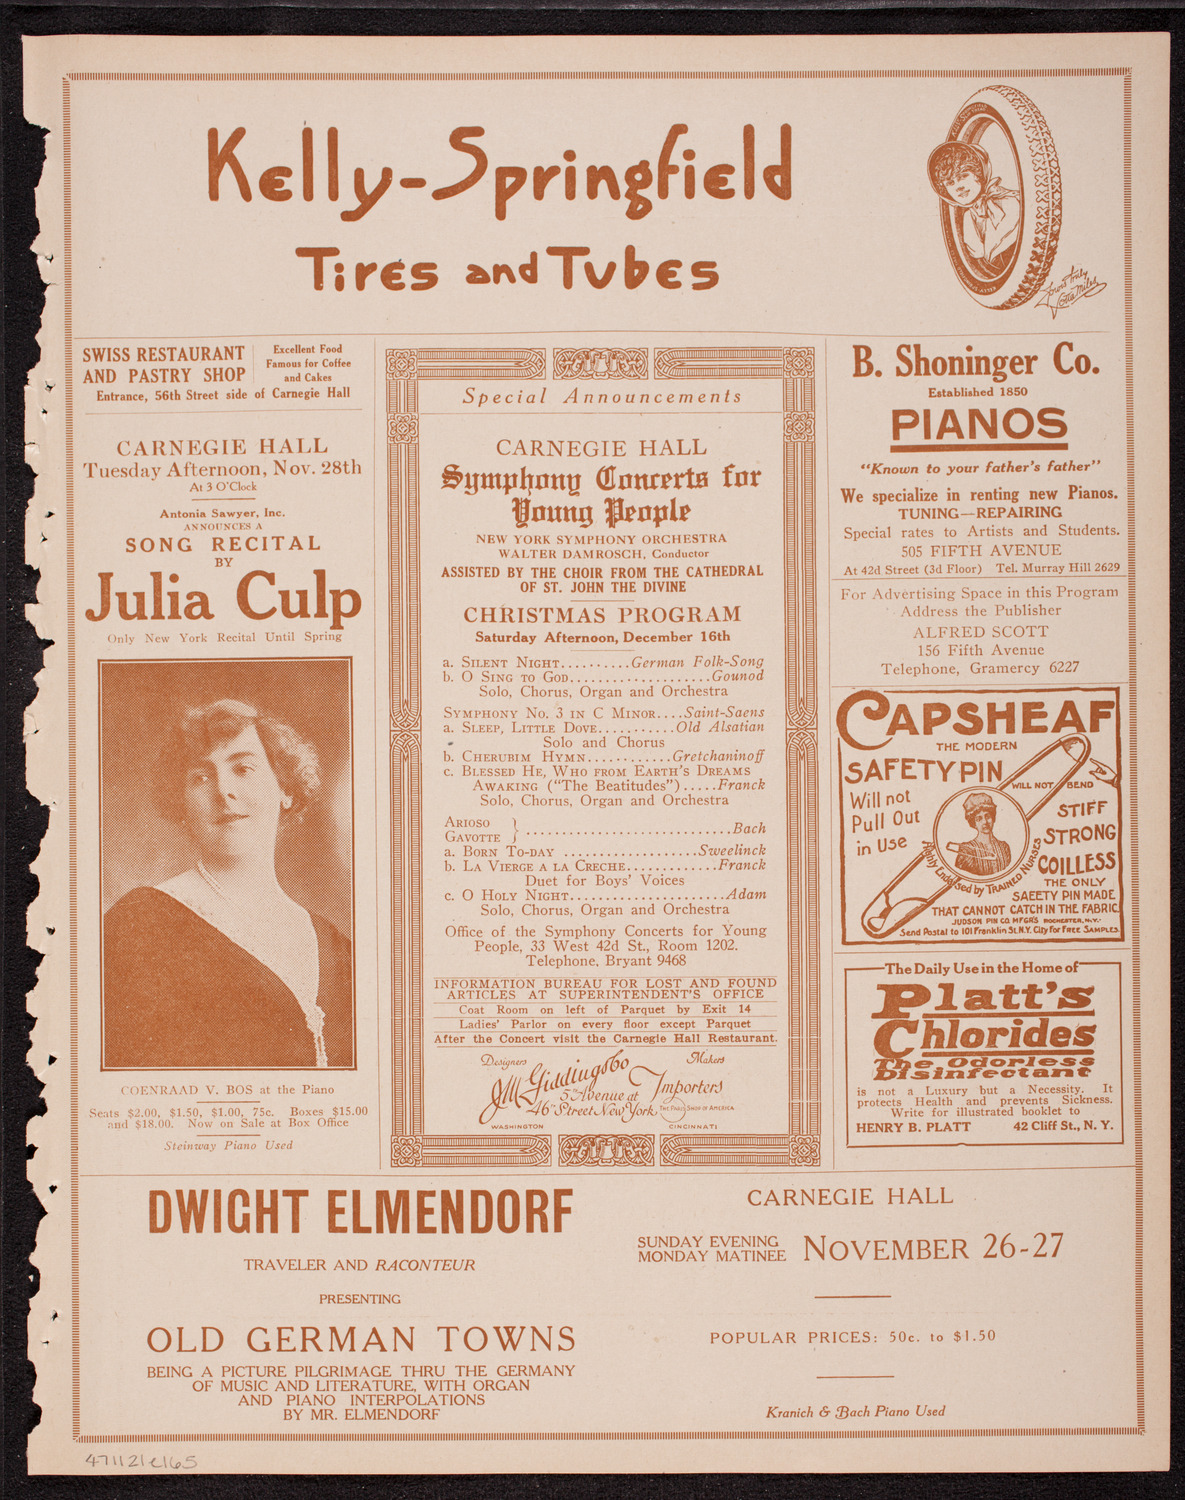 Kelly-Springfield
Tires and Tubes
Yours truly
Lotta Miles
SWISS RESTAURANT
AND PASTRY SHOP
Excellent Food
Famous for Coffee
and Cakes
Entrance, 56th Street side of Carnegie Hall
CARNEGIE HALL
Tuesday Afternoon, Nov. 28th
At 3 O'Clock
Antonia Sawyer, Inc.
ANNOUNCES A
SONG RECITAL
BY
Julia Culp
Only New York Recital Until Spring
COENRAAD V. BOS at the Piano
Seats $2.00, $1.50, $1.00, 75c. Boxes $15.00
and $18.00. Now on Sale at Box Office
Steinway Piano Used
Special Announcements
CARNEGIE HALL
Symphony Concerts for
Young People
NEW YORK SYMPHONY ORCHESTRA
WALTER DAMROSCH, Conductor
ASSISTED BY THE CHOIR FROM THE CATHEDRAL
OF ST. JOHN THE DIVINE
CHRISTMAS PROGRAM
Saturday Afternoon, December 16th
a. SILENT NIGHT..........German Folk-Song
b. O SING TO GOD....................Gounod
Solo, Chorus, Organ and Orchestra
SYMPHONY NO. 3 IN C MINOR....Saint-Saens
a. SLEEP, LITTLE DOVE...........Old Alsatian
Solo and Chorus
b. CHERUBIM HYMN............Gretchaninoff
c. BLESSED HE, WHO FROM EARTH'S DREAMS
AWAKING ("The Beatitudes").....Franck
Solo, Chorus, Organ and Orchestra
ARIOSO
GAVOTTE } ..............................Bach
a. BORN TO-DAY ...................Sweelinck
b. LA VIERGE A LA CRECHE.............Franck
Duet for Boys' Voices
c. O HOLY NIGHT.......................Adam
Solo, Chorus, Organ and Orchestra
Office of the Symphony Concerts for Young
People, 33 West 42d St., Room 1202.
Telephone, Bryant 9468
INFORMATION BUREAU FOR LOST AND FOUND
ARTICLES AT SUPERINTENDENT'S OFFICE
Coat Room on left of Parquet by Exit 14
Ladies' Parlor on every floor except Parquet
After the Concert visit the Carnegie Hall Restaurant.
Designers Makers
J.M. Giddings & Co Importers
5th Avenue at
46th Street New York THE PARIS SHOP OF AMERICA
WASHINGTON CINCINNATI
B. Shoninger Co.
Established 1850
PIANOS
"Known to your father's father"
We specialize in renting new Pianos.
TUNING—REPAIRING
Special rates to Artists and Students.
505 FIFTH AVENUE
At 42d Street (3d Floor) Tel. Murray Hill 2629
For Advertising Space in this Program
Address the Publisher
ALFRED SCOTT
156 Fifth Avenue
Telephone, Gramercy 6227
CAPSHEAF
THE MODERN
SAFETY PIN
WILL NOT BEND
Will not
Pull Out
in Use
STIFF
STRONG
COILLESS
Highly Endorsed by TRAINED NURSES
THE ONLY
SAFETY PIN MADE
THAT CANNOT CATCH IN THE FABRIC.
JUDSON PIN CO. MFGRS ROCHESTER, N.Y.
Send Postal to 101 Franklin St. N.Y. City for FREE SAMPLES.
The Daily Use in the Home of
Platt's
Chlorides
The Odorless
Disinfectant
is not a Luxury but a Necessity. It
protects Health and prevents Sickness.
Write for illustrated booklet to
HENRY B. PLATT 42 Cliff St., N. Y.
DWIGHT ELMENDORF
TRAVELER AND RACONTEUR
PRESENTING
OLD GERMAN TOWNS
BEING A PICTURE PILGRIMAGE THRU THE GERMANY
OF MUSIC AND LITERATURE, WITH ORGAN
AND PIANO INTERPOLATIONS
BY MR. ELMENDORF
CARNEGIE HALL
SUNDAY EVENING
MONDAY MATINEE NOVEMBER 26-27
POPULAR PRICES: 50c. to $1.50
Kranich & Bach Piano Used
471121e165